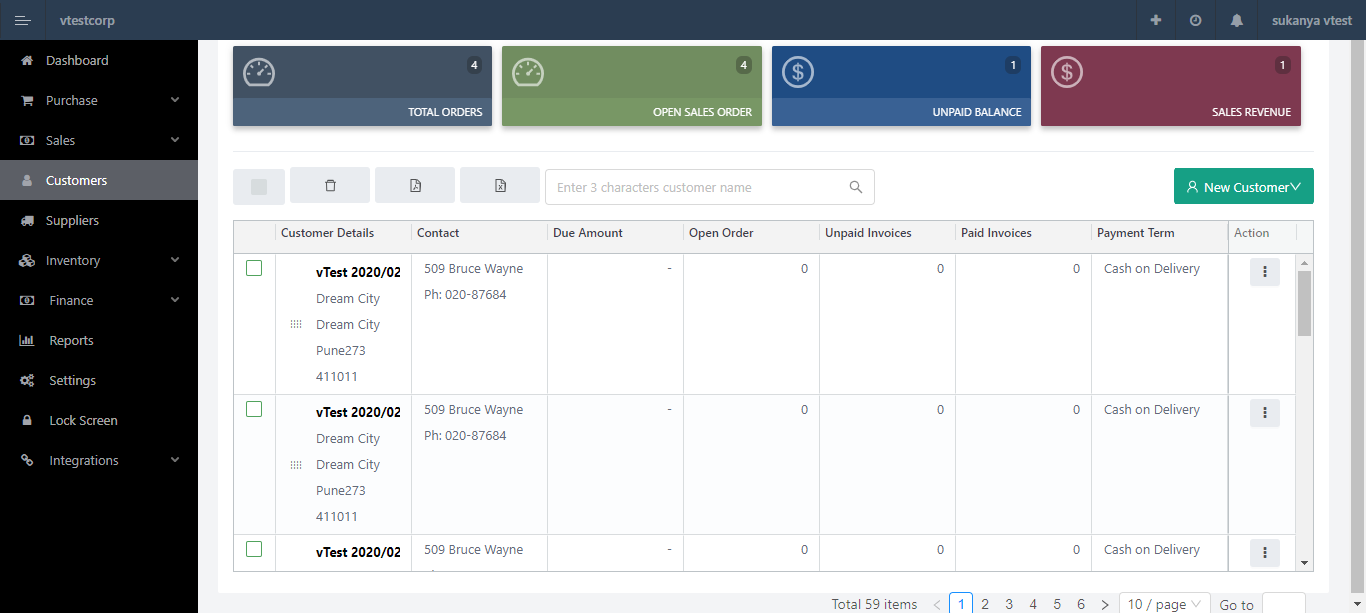 vtestcorp
sukanya vtest
Dashboard
Purchase
Sales
Customers
Suppliers
Inventory
Finance
Reports
Settings
Lock Screen
Integrations
4
TOTAL ORDERS
4
OPEN SALES ORDER
1
UNPAID BALANCE
1
SALES REVENUE
Enter 3 characters customer name
New Customer
Customer Details Contact Due Amount Open Order Unpaid Invoices Paid Invoices Payment Term Action
vTest 2020/02 509 Bruce Wayne - 0 0 0 Cash on Delivery
Dream City Ph: 020-87684
Dream City
Pune273
411011
vTest 2020/02 509 Bruce Wayne - 0 0 0 Cash on Delivery
Dream City Ph: 020-87684
Dream City
Pune273
411011
vTest 2020/02 509 Bruce Wayne - 0 0 0 Cash on Delivery
Total 59 items < 1 2 3 4 5 6 > 10 / page Go to